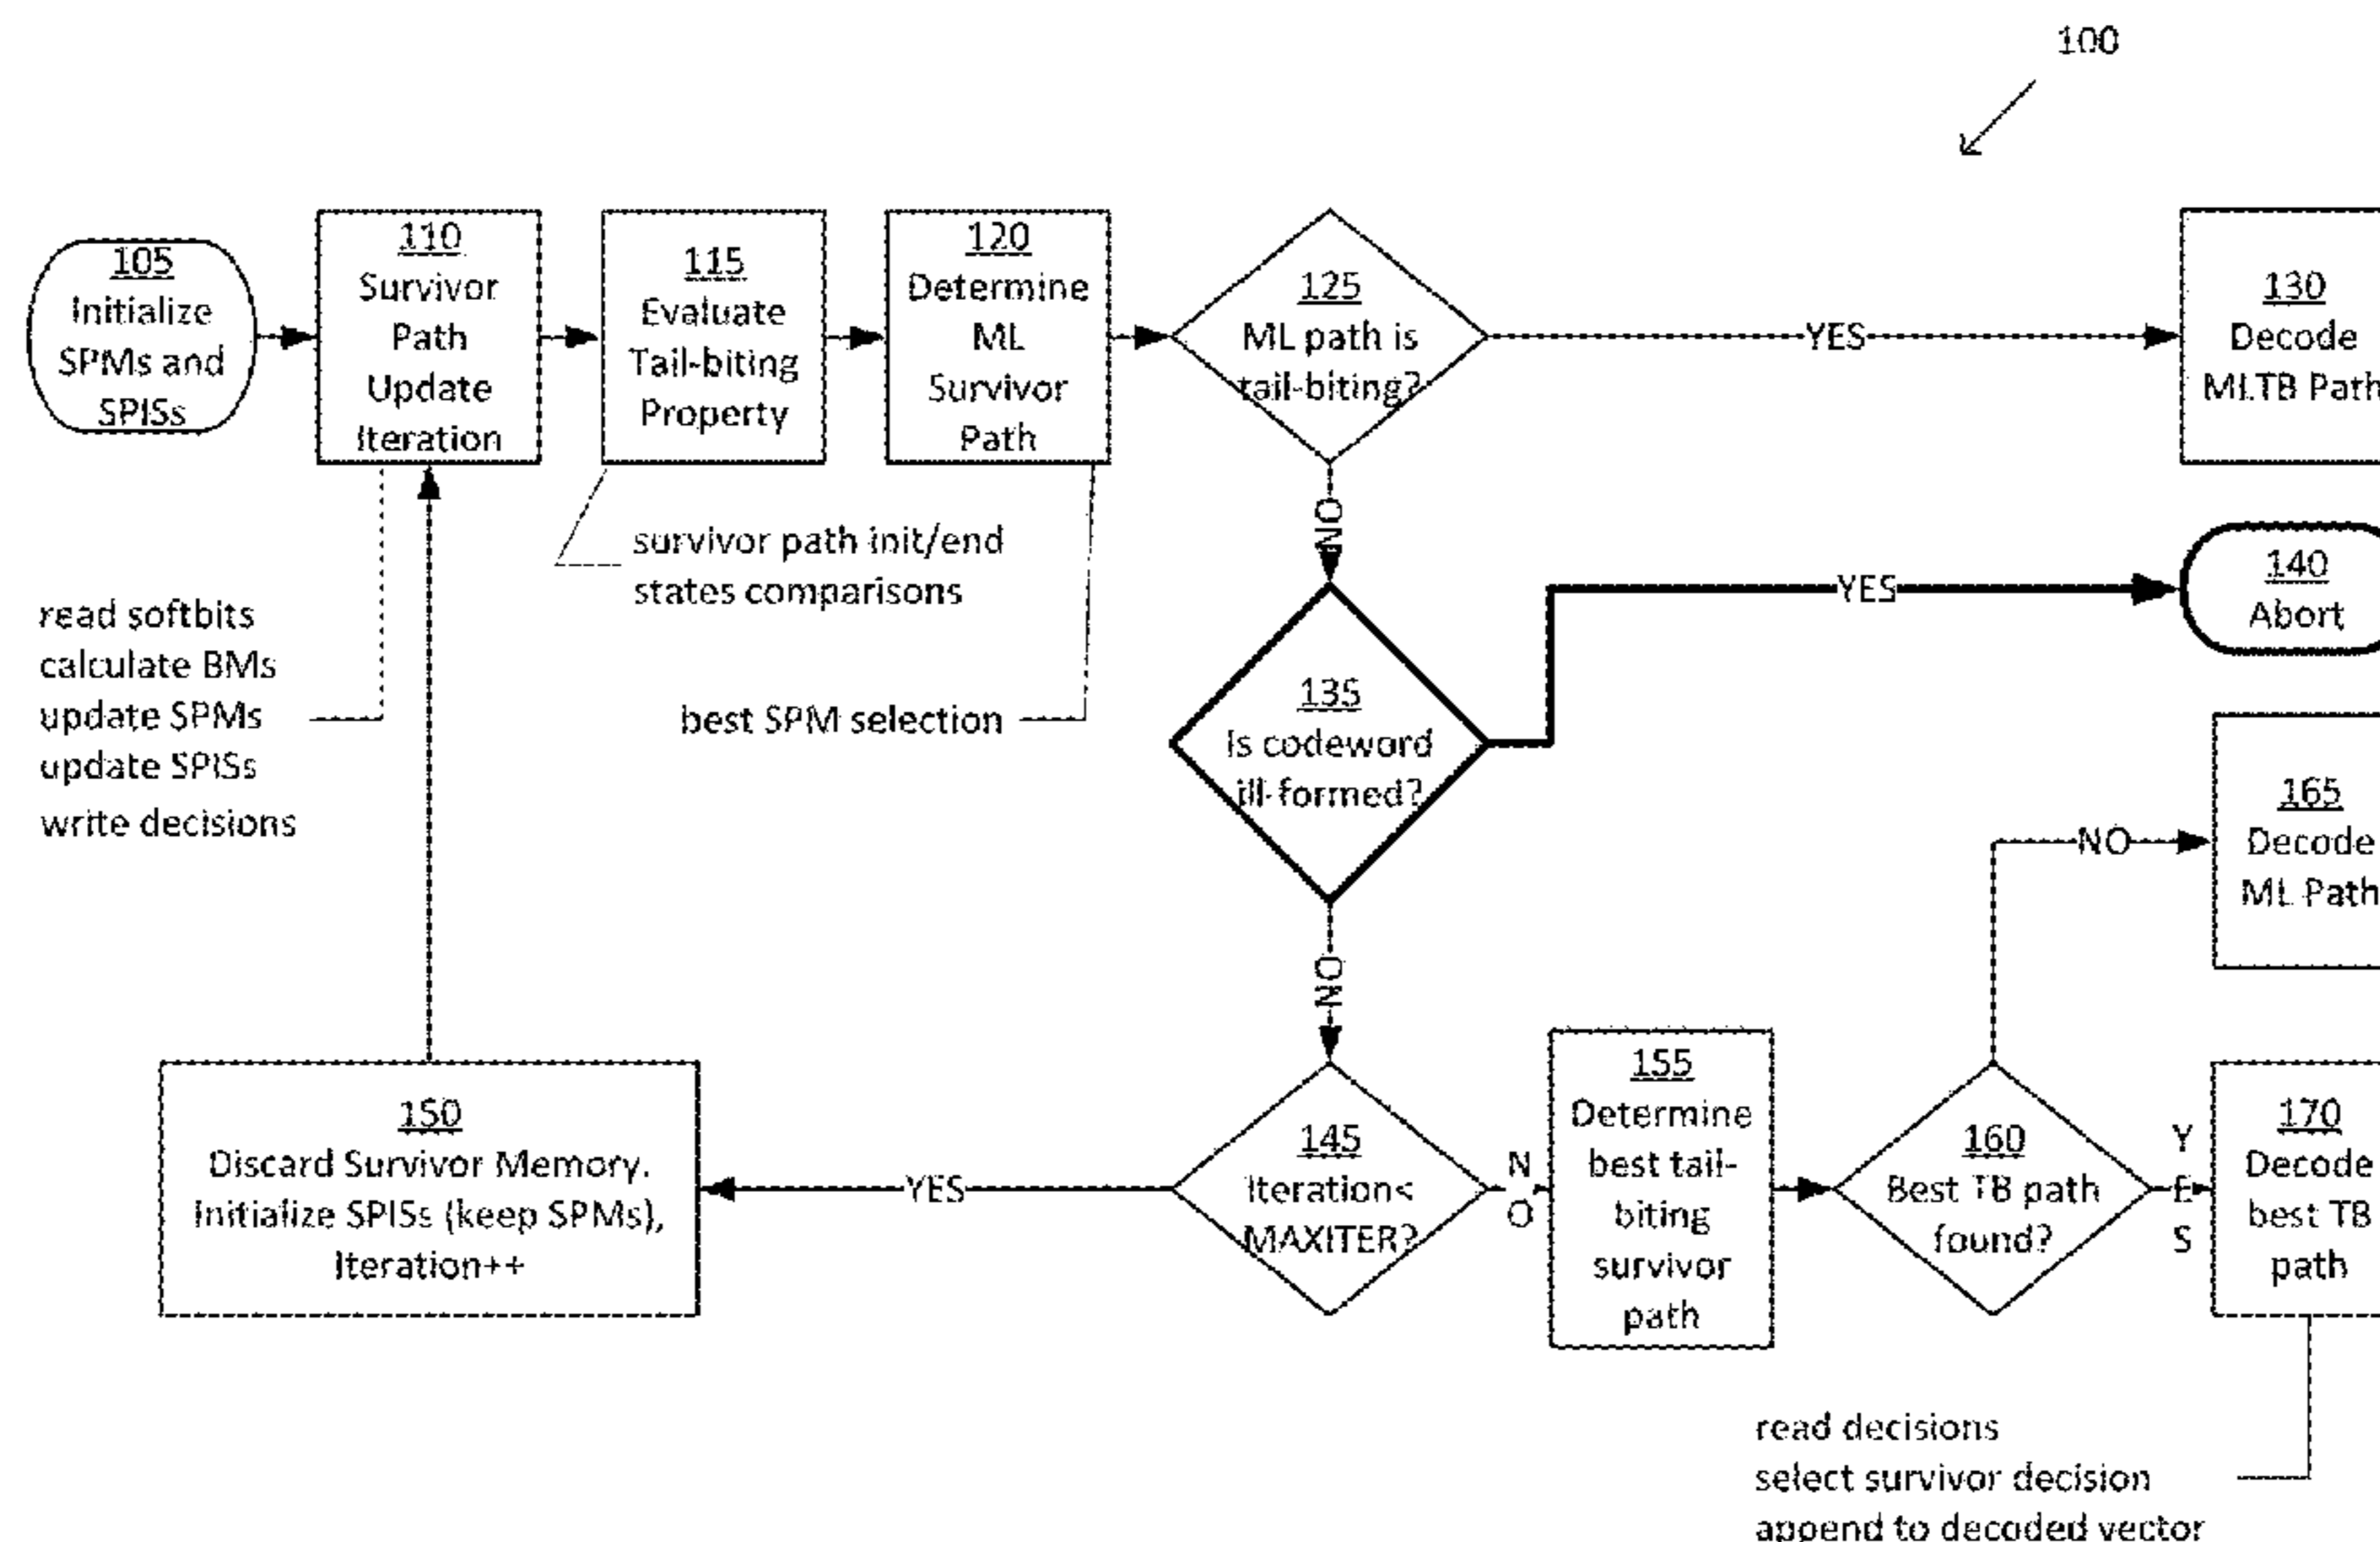 100
105
Initialize
SPMs and
SPISs
110
Survivor
Path
Update
Iteration
115
Evaluate
Tail-biting
Property
120
Determine
ML
Survivor
Path
125
ML path is
tail-biting?
YES
130
Decode
MLTB Path
NO
survivor path init/end
states comparisons
read softbits
calculate BMs
update SPMs
update SPISs
write decisions
best SPM selection
135
Is codeword
ill-formed?
YES
140
Abort
NO
165
Decode
ML Path
NO
150
Discard Survivor Memory.
Initialize SPISs (keep SPMs),
Iteration++
YES
145
Iteration<
MAXITER?
NO
155
Determine
best tail-
biting
survivor
path
160
Best TB path
found?
YES
170
Decode
best TB
path
read decisions
select survivor decision
append to decoded vector